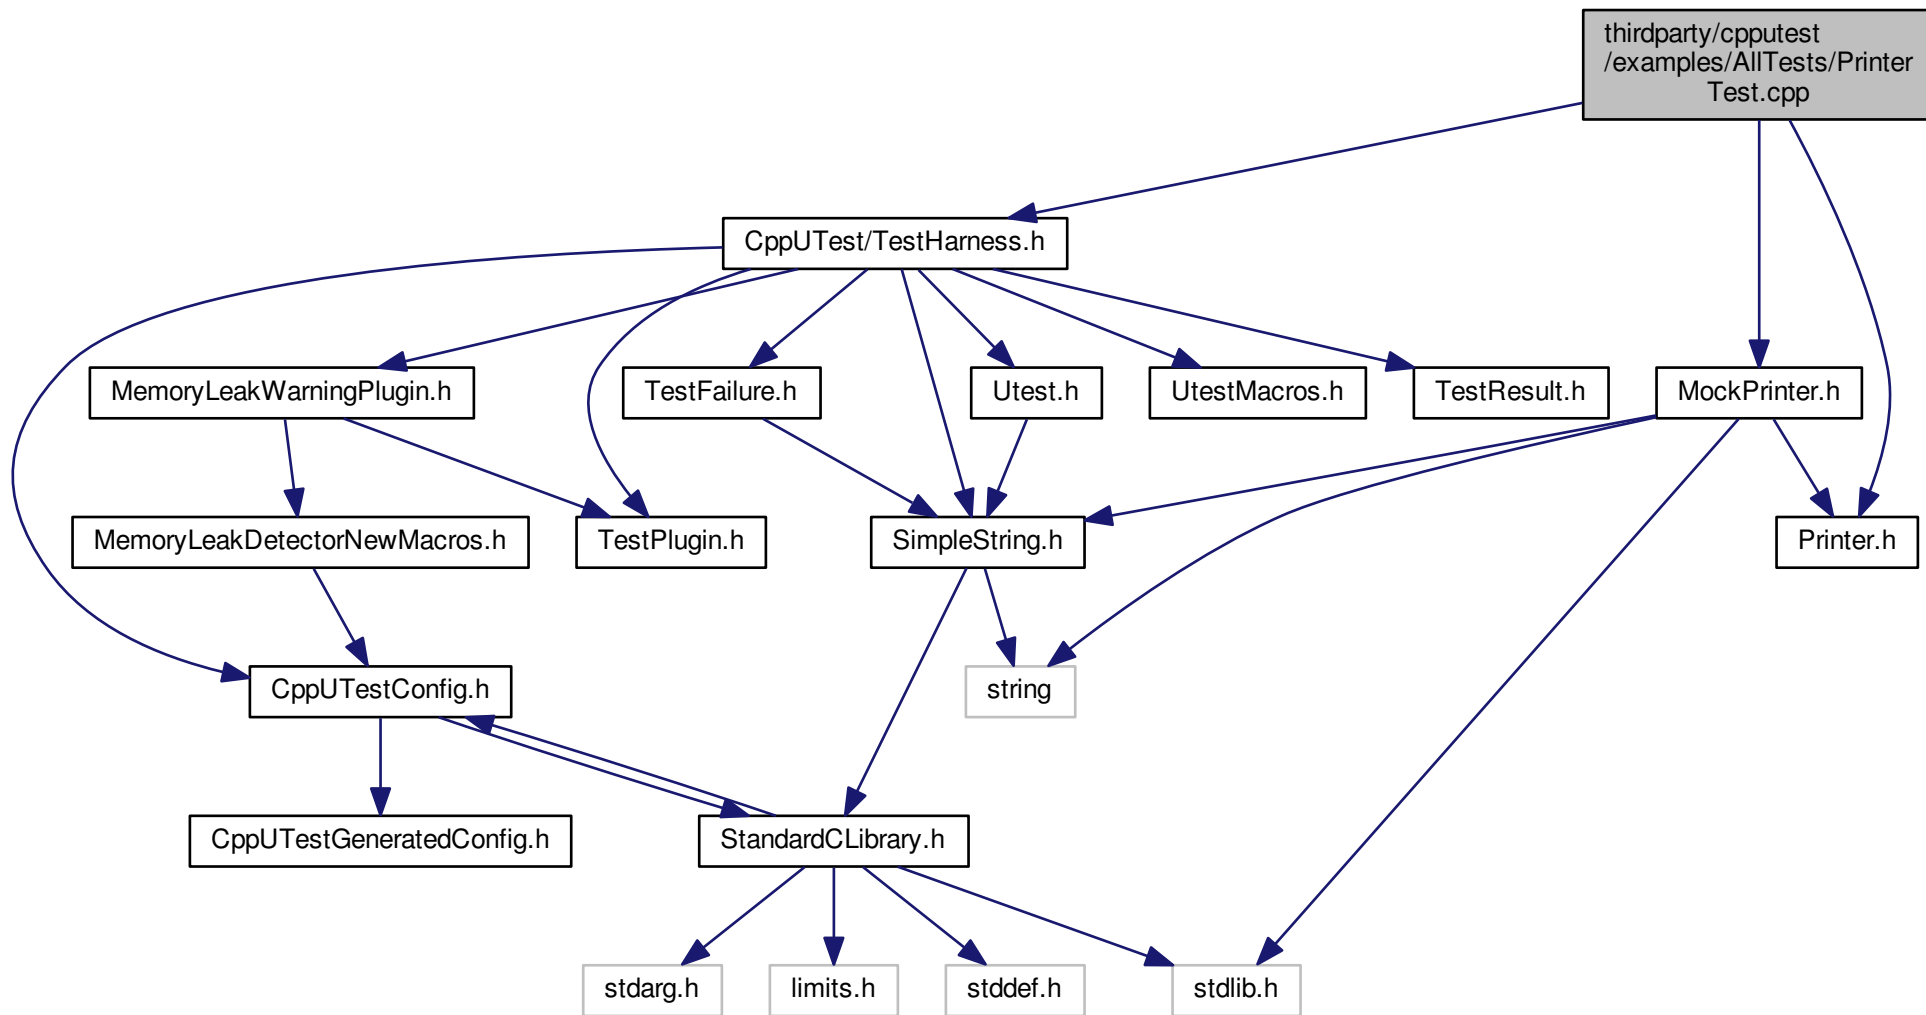 thirdparty/cpputest
/examples/AllTests/Printer
Test.cpp
CppUTest/TestHarness.h
MemoryLeakWarningPlugin.h
TestFailure.h
Utest.h
UtestMacros.h
TestResult.h
MockPrinter.h
MemoryLeakDetectorNewMacros.h
TestPlugin.h
SimpleString.h
Printer.h
CppUTestConfig.h
string
CppUTestGeneratedConfig.h
StandardCLibrary.h
stdarg.h
limits.h
stddef.h
stdlib.h